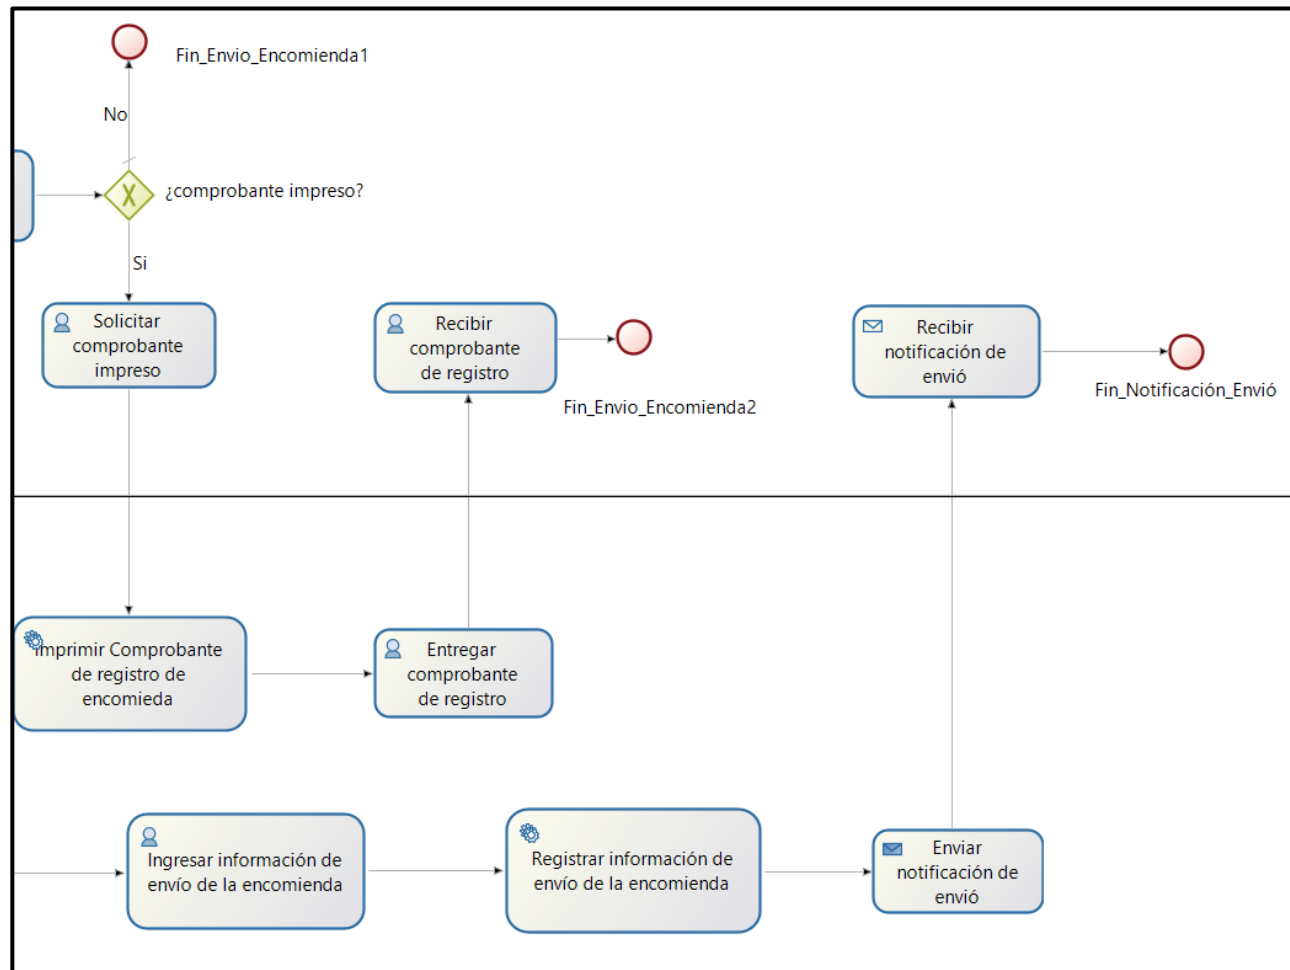 Fin_Envio_Encomienda1
No
¿comprobante impreso?
Si
Solicitar
comprobante
impreso
Recibir
comprobante
de registro
Fin_Envio_Encomienda2
Recibir
notificación de
envió
Fin_Notificación_Envió
Imprimir Comprobante
de registro de
encomieda
Entregar
comprobante
de registro
Ingresar información de
envío de la encomienda
Registrar información de
envío de la encomienda
Enviar
notificación de
envió